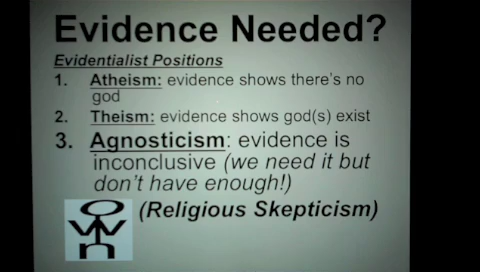 Evidence Needed?
Evidentialist Positions
1. Atheism: evidence shows there's no
god
2. Theism: evidence shows god(s) exist
3. Agnosticism: evidence is
inconclusive (we need it but
don't have enough!)
(Religious Skepticism)